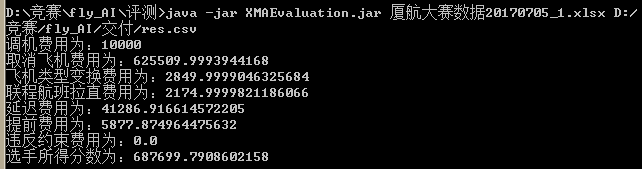 D:\竞赛\fly_AI\评测>java -jar XMAEvaluation.jar 厦航大赛数据20170705_1.xlsx D:/
竞赛/fly_AI/交付/res.csv
调机费用为：10000
取消飞机费用为：625509.9993944168
飞机类型变换费用为：2849.9999046325684
联程航班拉直费用为：2174.9999821186066
延迟费用为：41286.916614572205
提前费用为：5877.874964475632
违反约束费用为：0.0
选手所得分数为：687699.7908602158